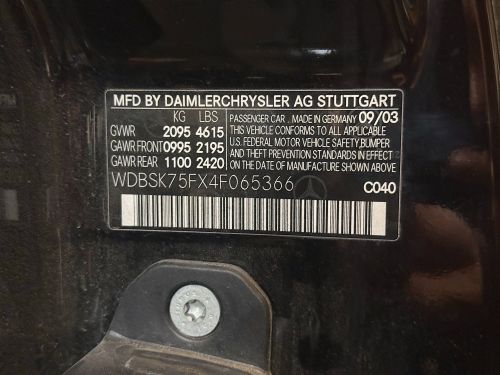 MFD BY DAIMLERCHRYSLER AG STUTTGART
KG LBS
GVWR 2095 4615
GAWR FRONT 0995 2195
GAWR REAR 1100 2420
PASSENGER CAR . MADE IN GERMANY 09/03
THIS VEHICLE CONFORMS TO ALL APPLICABLE
U.S. FEDERAL MOTOR VEHICLE SAFETY,BUMPER
AND THEFT PREVENTION STANDARDS IN EFFECT
ON THE DATE OF MANUFACTURE SHOWN ABOVE.
WDBSK75FX4F065366
C040